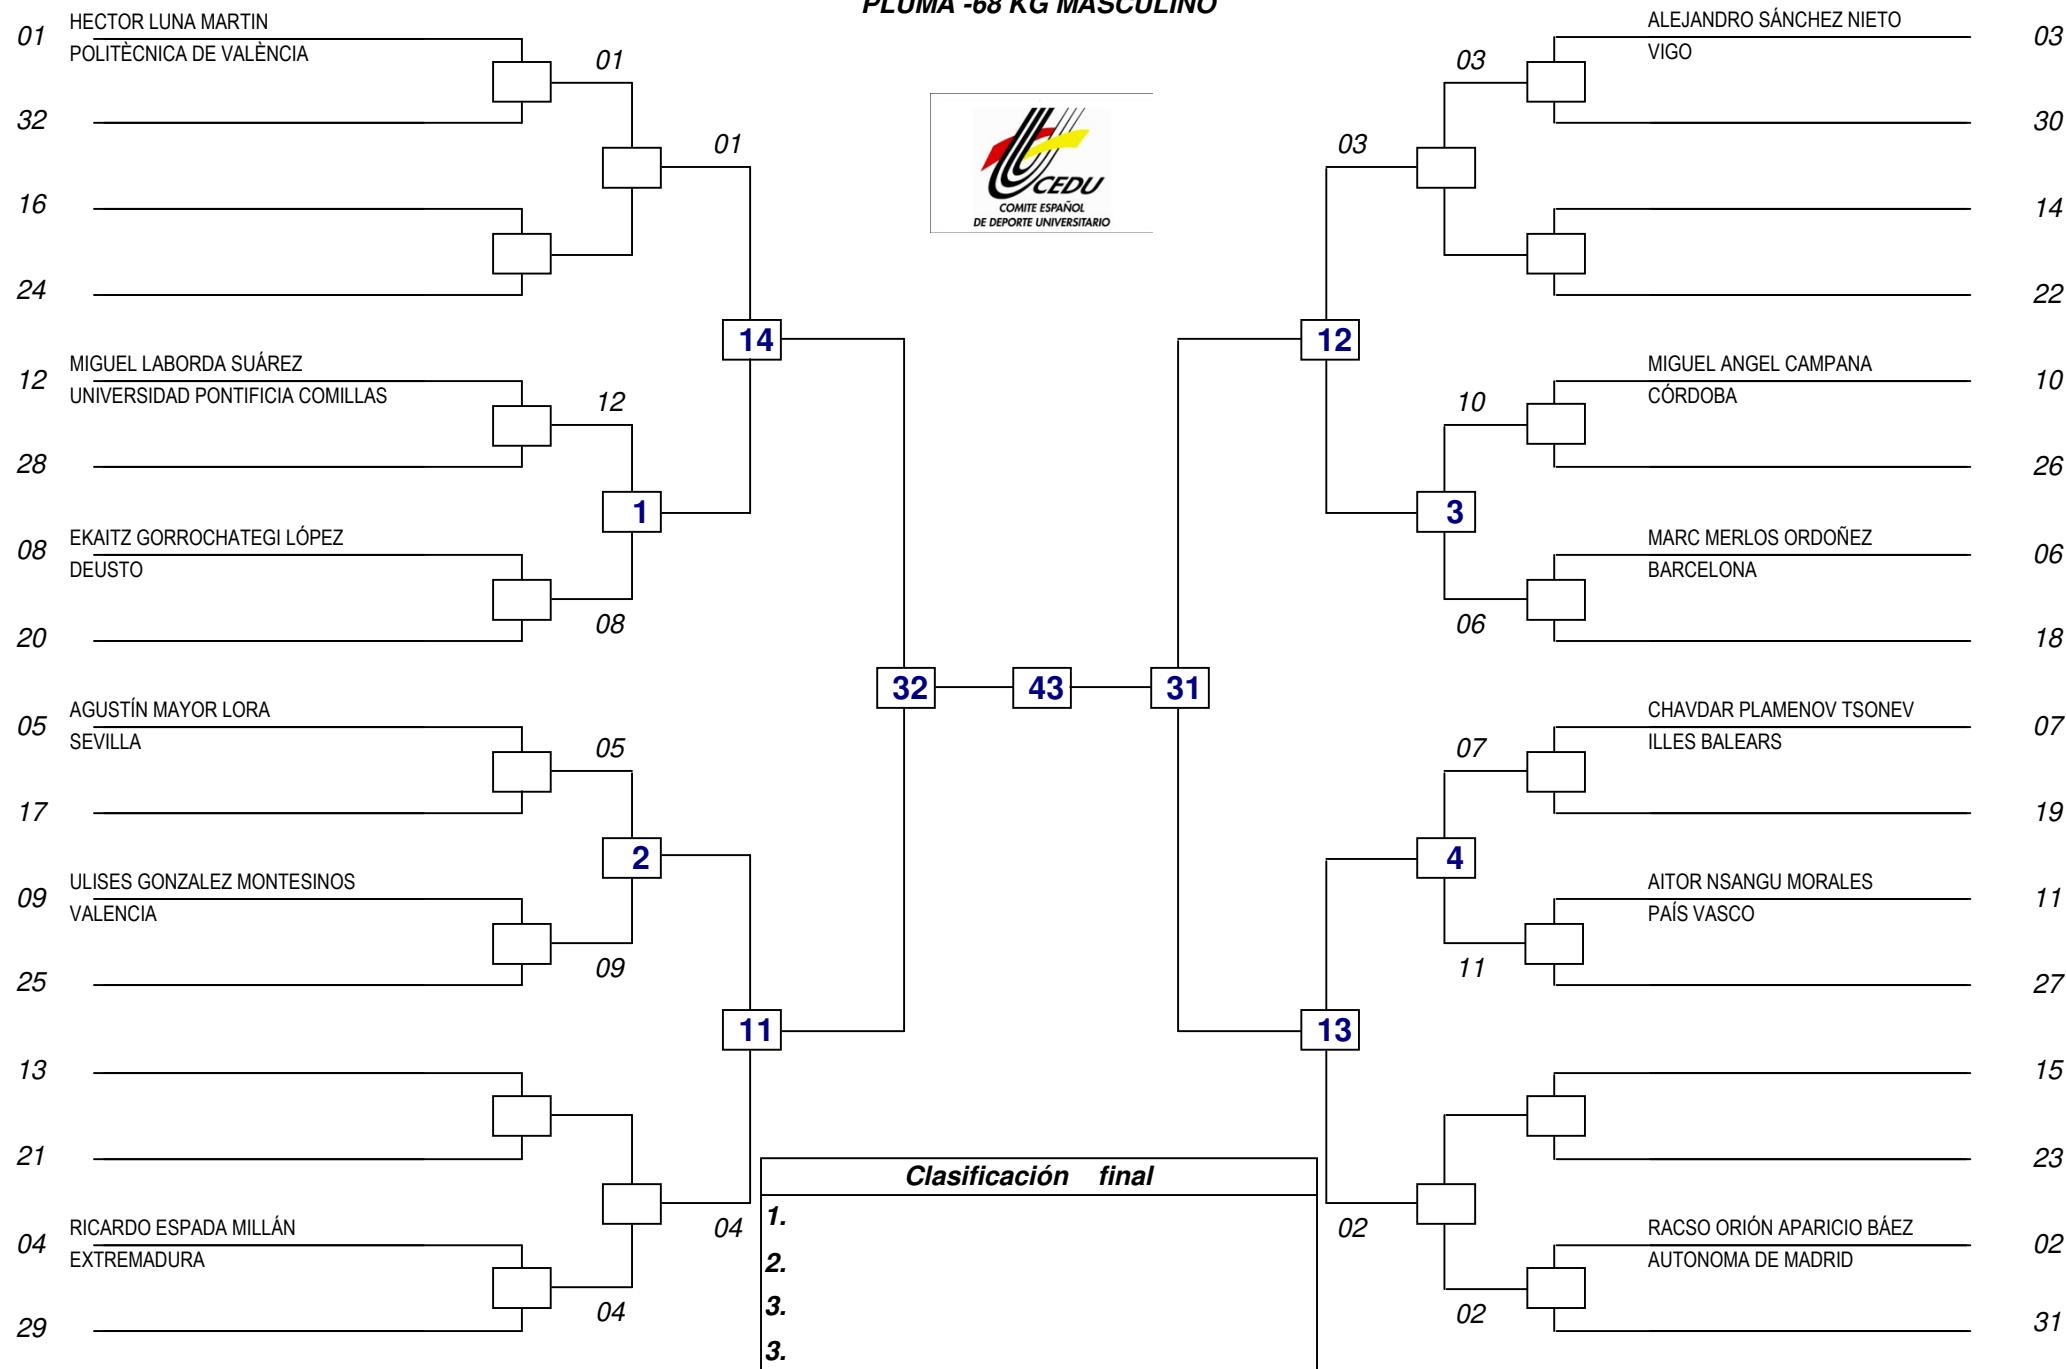 PLUMA -68 KG MASCULINO
01
HECTOR LUNA MARTIN
POLITÈCNICA DE VALÈNCIA
32
16
24
12
MIGUEL LABORDA SUÁREZ
UNIVERSIDAD PONTIFICIA COMILLAS
28
08
EKAITZ GORROCHATEGI LÓPEZ
DEUSTO
20
05
AGUSTÍN MAYOR LORA
SEVILLA
17
09
ULISES GONZALEZ MONTESINOS
VALENCIA
25
13
21
04
RICARDO ESPADA MILLÁN
EXTREMADURA
29
01
12
08
05
09
04
1
2
01
14
11
04
32
43
31
CEDU
COMITE ESPAÑOL
DE DEPORTE UNIVERSITARIO
Clasificación final
1.
2.
3.
3.
03
12
13
02
03
10
3
06
07
4
11
02
ALEJANDRO SÁNCHEZ NIETO
03
VIGO
30
14
22
MIGUEL ANGEL CAMPANA
10
CÓRDOBA
26
MARC MERLOS ORDOÑEZ
06
BARCELONA
18
CHAVDAR PLAMENOV TSONEV
07
ILLES BALEARS
19
AITOR NSANGU MORALES
11
PAÍS VASCO
27
15
23
RACSO ORIÓN APARICIO BÁEZ
02
AUTONOMA DE MADRID
31